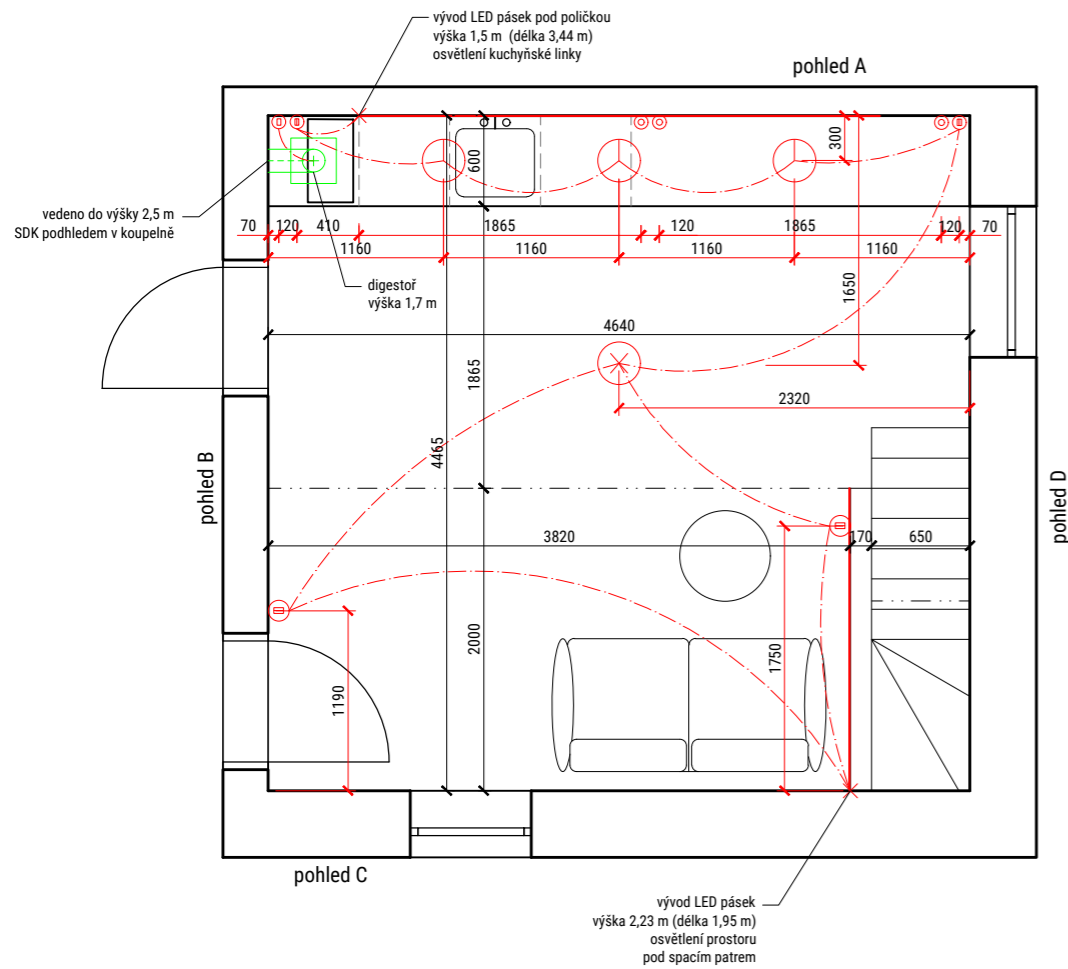 vývod LED pásek pod poličkou
výška 1,5 m (délka 3,44 m)
osvětlení kuchyňské linky
pohled A
300
600
vedeno do výšky 2,5 m
SDK podhledem v koupelně
70 120 410 1865 120 1865 120 70
1160 1160 1160 1160
digestoř
výška 1,7 m
1650
4640
1865
2320
4465
pohled B
pohled D
3820 170 650
2000
1750
1190
pohled C
vývod LED pásek
výška 2,23 m (délka 1,95 m)
osvětlení prostoru
pod spacím patrem